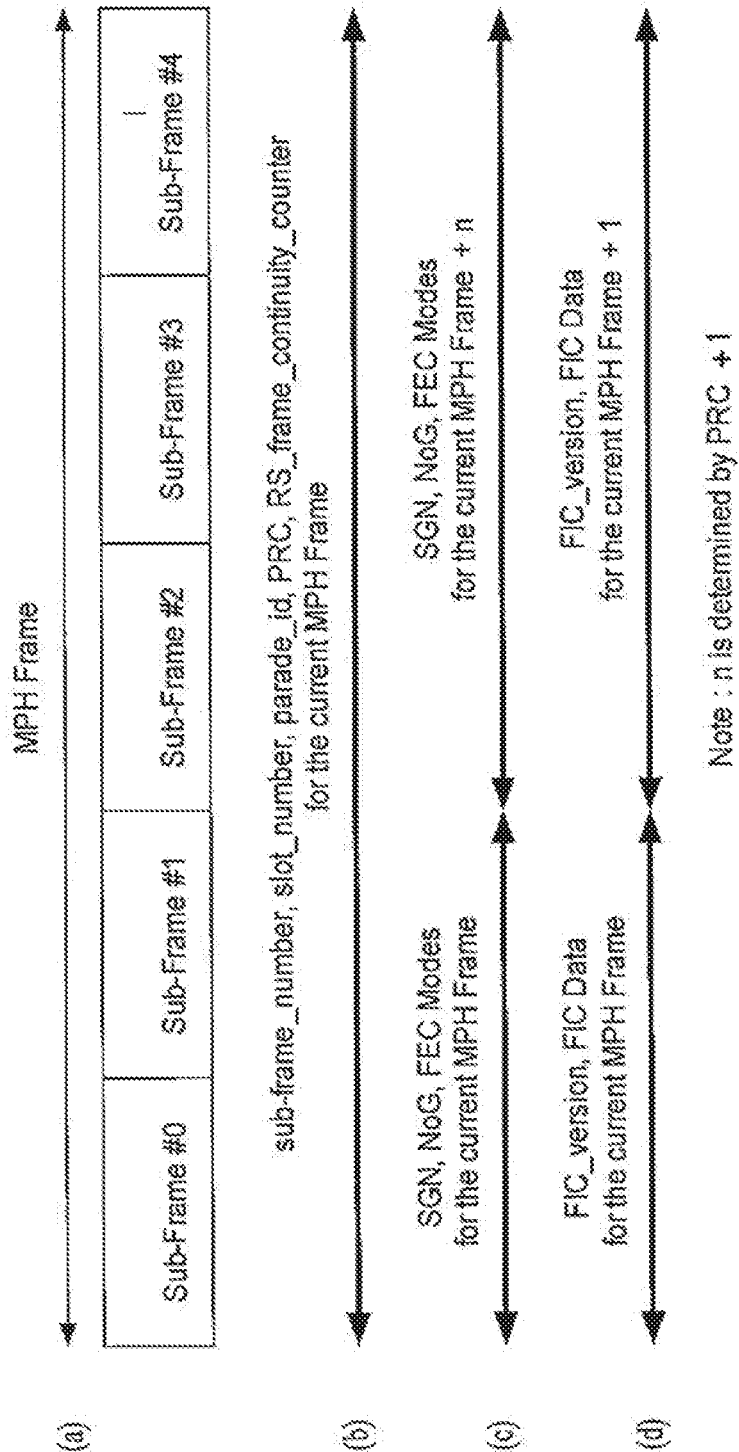 MPH Frame
(a)
Sub-Frame #0
Sub-Frame #1
Sub-Frame #2
Sub-Frame #3
Sub-Frame #4
sub-frame_number, slot_number, parade_id, PRC, RS_frame_continuity_counter
for the current MPH Frame
(b)
SGN, NoG, FEC Modes
for the current MPH Frame
SGN, NoG, FEC Modes
for the current MPH Frame + n
(c)
FIC_version, FIC Data
for the current MPH Frame
FIC_version, FIC Data
for the current MPH Frame + 1
(d)
Note : n is determined by PRC + 1